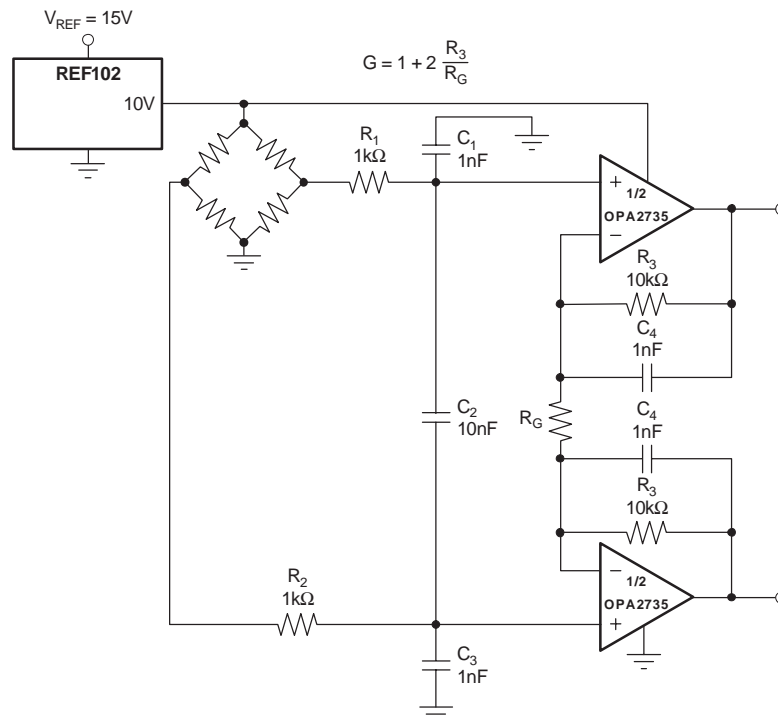 VREF = 15V
REF102
10V
G = 1 + 2 R3
RG
R1
1kΩ
C1
1nF
+
1/2
OPA2735
−
R3
10kΩ
C4
1nF
RG
C2
10nF
C4
1nF
R3
10kΩ
R2
1kΩ
−
1/2
OPA2735
+
C3
1nF